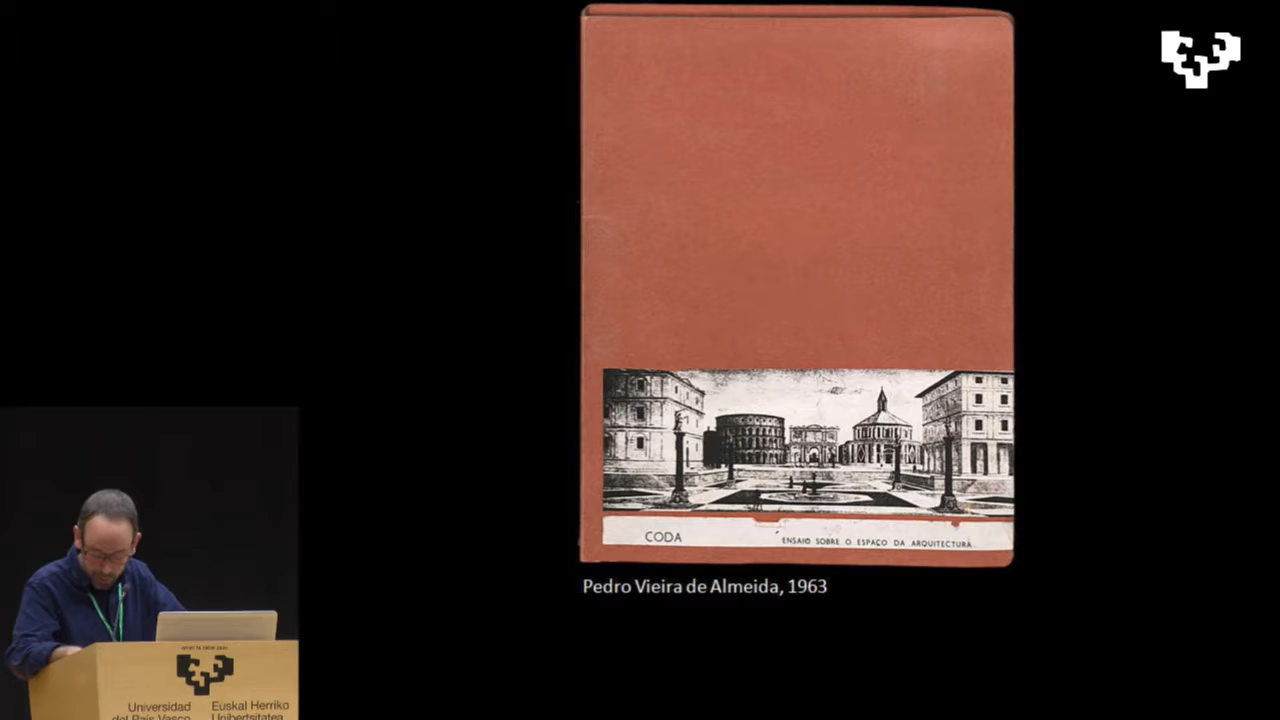 CODA
ENSAIO SOBRE O ESPAÇO DA ARQUITECTURA
Pedro Vieira de Almeida, 1963
Universidad
del País Vasco
Euskal Herriko
Unibertsitatea